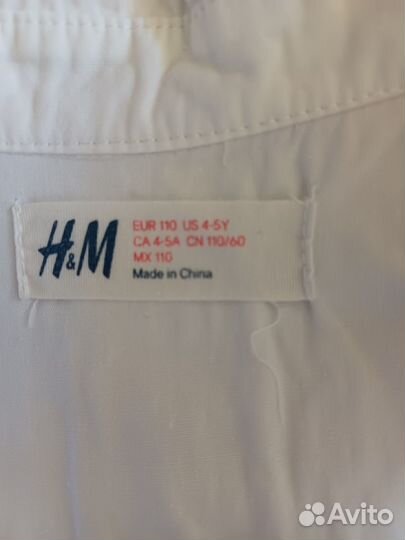 H&M
EUR 110 US 4-5Y
CA 4-5A CN 110/60
MX 110
Made in China
Avito